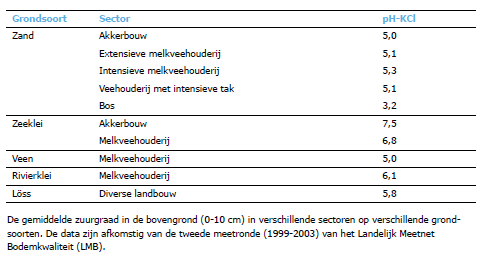 Grondsoort Sector pH-KCl
Zand Akkerbouw 5,0
Extensieve melkveehouderij 5,1
Intensieve melkveehouderij 5,3
Veehouderij met intensieve tak 5,1
Bos 3,2
Zeeklei Akkerbouw 7,5
Melkveehouderij 6,8
Veen Melkveehouderij 5,0
Rivierklei Melkveehouderij 6,1
Löss Diverse landbouw 5,8
De gemiddelde zuurgraad in de bovengrond (0-10 cm) in verschillende sectoren op verschillende grond-
soorten. De data zijn afkomstig van de tweede meetronde (1999-2003) van het Landelijk Meetnet
Bodemkwaliteit (LMB).